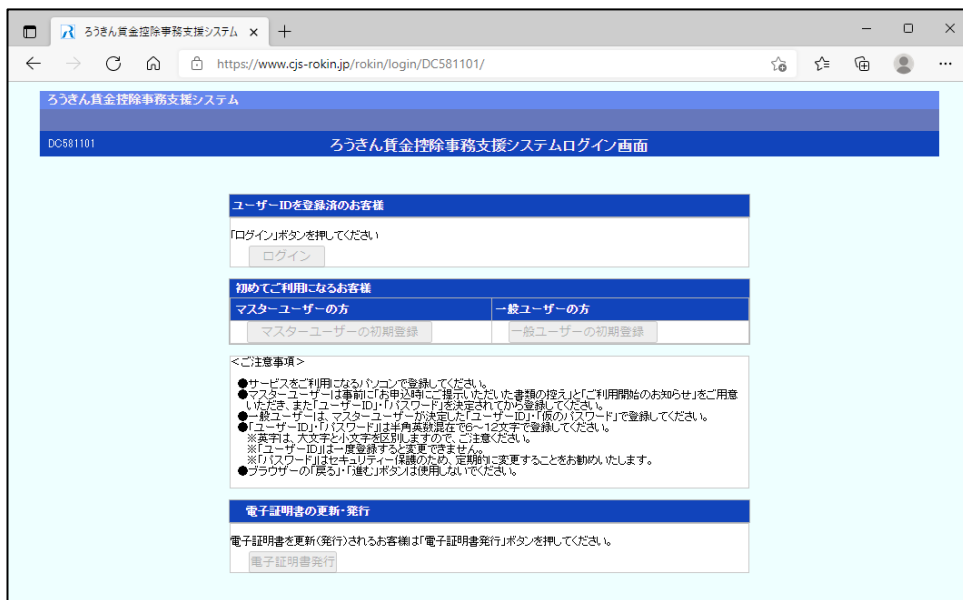 ろうきん賃金控除事務支援システム
https://www.cjs-rokin.jp/rokin/login/DC581101/
ろうきん賃金控除事務支援システム
DC581101
ろうきん賃金控除事務支援システムログイン画面
ユーザーIDを登録済のお客様
「ログイン」ボタンを押してください
ログイン
初めてご利用になるお客様
マスターユーザーの方 一般ユーザーの方
マスターユーザーの初期登録 一般ユーザーの初期登録
<ご注意事項>
●サービスをご利用になるパソコンで登録してください。
●マスターユーザーは事前に「お申込時にご提示いただいた書類の控え」と「ご利用開始のお知らせ」をご用意
いただき、また「ユーザーID」・「パスワード」を決定されてから登録してください。
●一般ユーザーは、マスターユーザーが決定した「ユーザーID」・「仮のパスワード」で登録してください。
●「ユーザーID」・「パスワード」は半角英数混在で6～12文字で登録してください。
※英字は、大文字と小文字を区別しますので、ご注意ください。
※「ユーザーID」は一度登録すると変更できません。
※「パスワード」はセキュリティー保護のため、定期的に変更することをお勧めいたします。
●ブラウザーの「戻る」・「進む」ボタンは使用しないでください。
電子証明書の更新・発行
電子証明書を更新(発行)されるお客様は「電子証明書発行」ボタンを押してください。
電子証明書発行